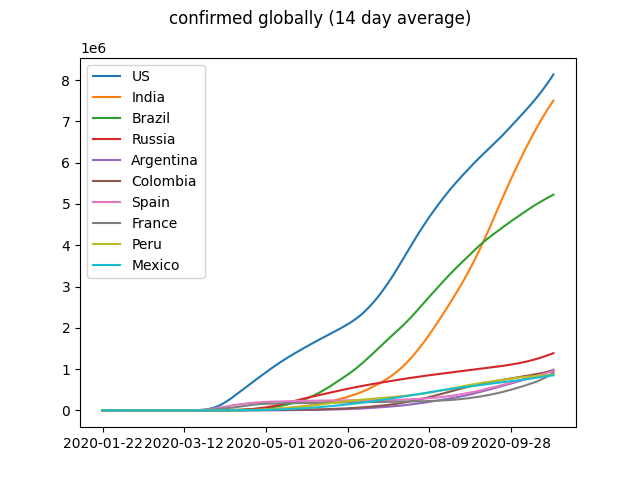 confirmed globally (14 day average)
1e6
US
India
Brazil
Russia
Argentina
Colombia
Spain
France
Peru
Mexico
8
7
6
5
4
3
2
1
0
2020-01-22 2020-03-12 2020-05-01 2020-06-20 2020-08-09 2020-09-28